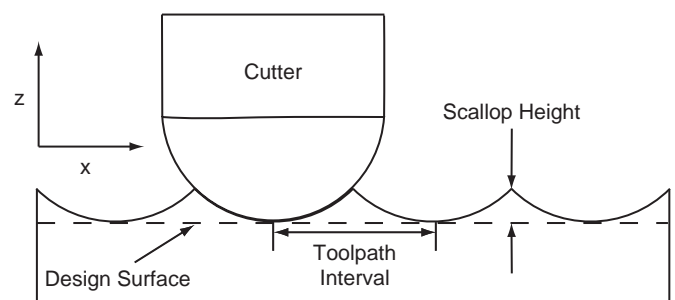 Cutter
z
Scallop Height
x
Toolpath
Interval
Design Surface